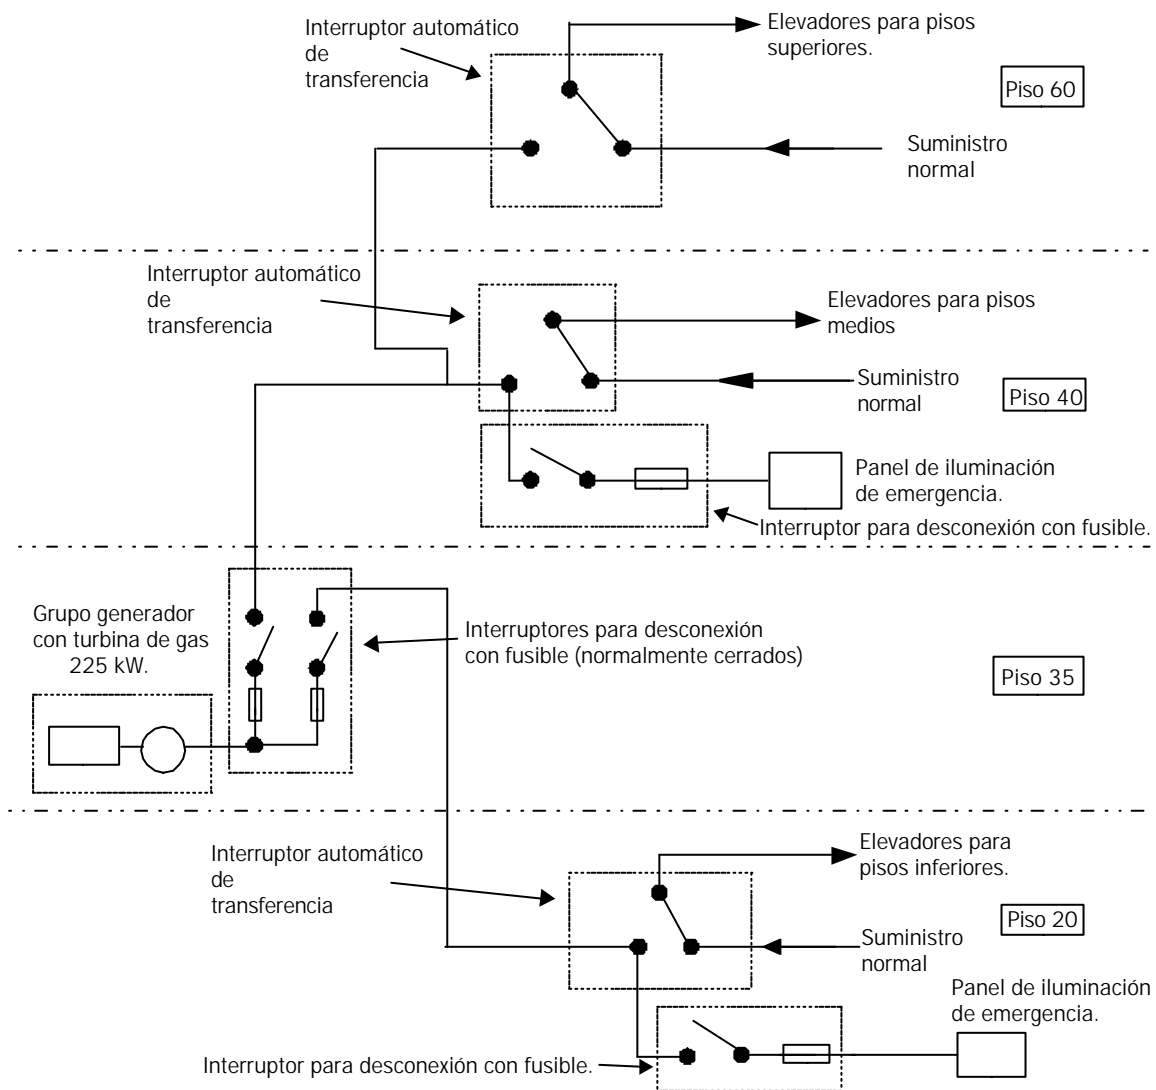 Interruptor automático
de
transferencia
Elevadores para pisos
superiores.
Piso 60
Suministro
normal
Interruptor automático
de
transferencia
Elevadores para pisos
medios
Suministro
normal
Piso 40
Panel de iluminación
de emergencia.
Interruptor para desconexión con fusible.
Grupo generador
con turbina de gas
225 kW.
Interruptores para desconexión
con fusible (normalmente cerrados)
Piso 35
Interruptor automático
de
transferencia
Elevadores para
pisos inferiores.
Piso 20
Suministro
normal
Panel de iluminación
de emergencia.
Interruptor para desconexión con fusible.